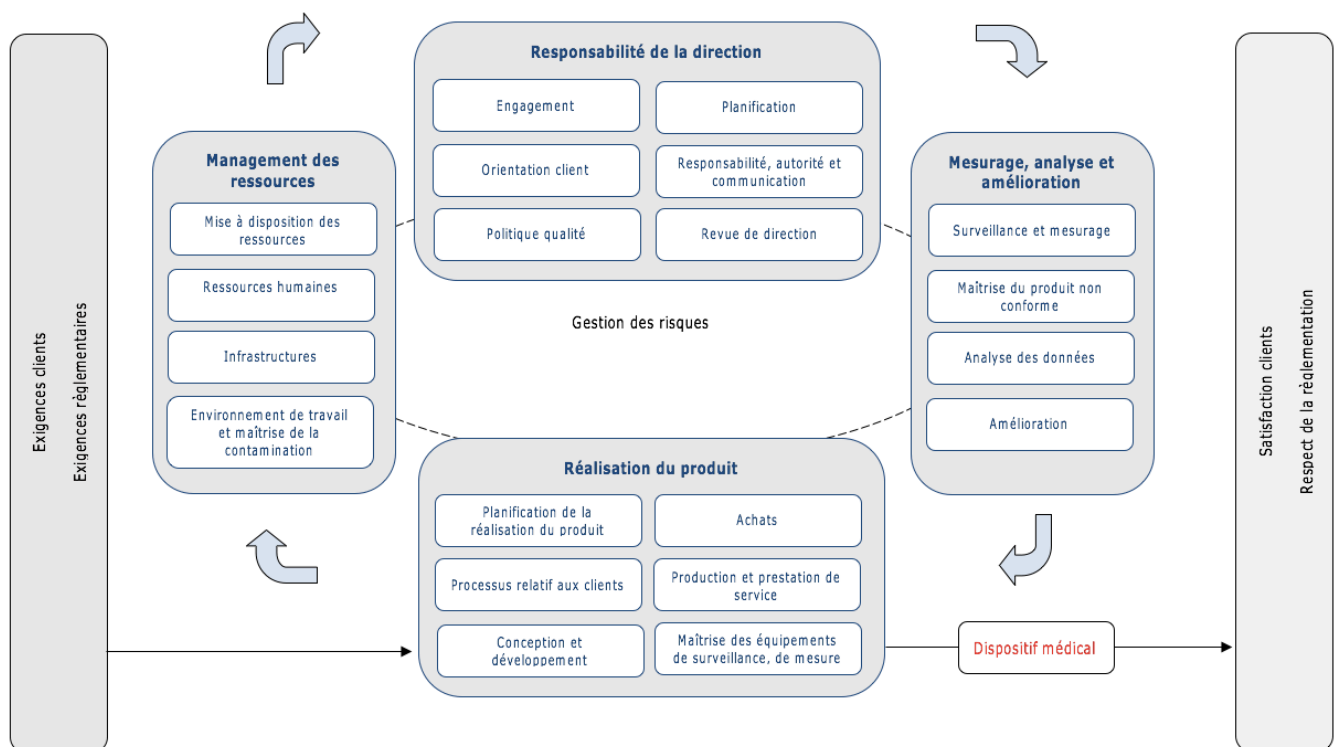 Exigences clients
Exigences règlementaires
Management des
ressources
Mise à disposition des
ressources
Ressources humaines
Infrastructures
Environnement de travail
et maîtrise de la
contamination
Responsabilité de la direction
Engagement
Planification
Orientation client
Responsabilité, autorité et
communication
Politique qualité
Revue de direction
Gestion des risques
Réalisation du produit
Planification de la
réalisation du produit
Achats
Processus relatif aux clients
Production et prestation de
service
Conception et
développement
Maîtrise des équipements
de surveillance, de mesure
Mesurage, analyse et
amélioration
Surveillance et mesurage
Maîtrise du produit non
conforme
Analyse des données
Amélioration
Dispositif médical
Satisfaction clients
Respect de la règlementation